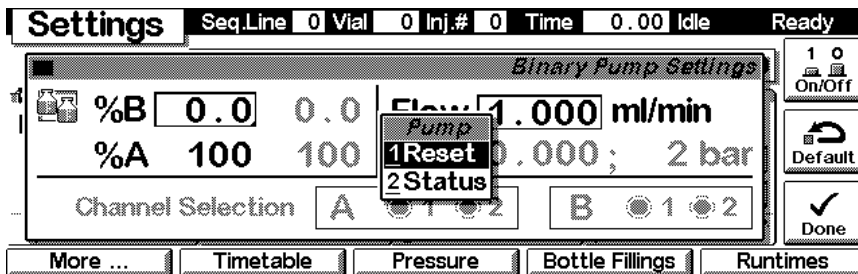 Settings Seq.Line 0 Vial 0 Inj.# 0 Time 0.00 Idle Ready
Binary Pump Settings
1 0
On/Off
%B 0.0 0.0 Flow 1.000 ml/min
Pump
1 Reset
2 Status
%A 100 100 .000 ; 2 bar
Default
Channel Selection A 1 2 B 1 2
Done
More ... Timetable Pressure Bottle Fillings Runtimes